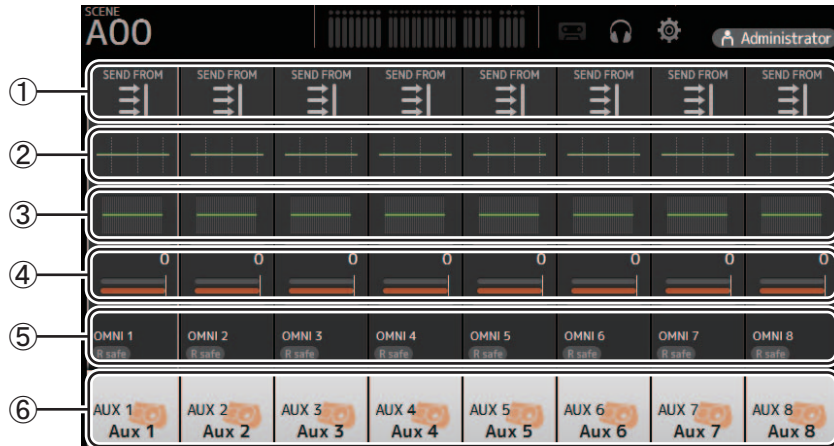 SCENE
A00
Administrator
① SEND FROM SEND FROM SEND FROM SEND FROM SEND FROM SEND FROM SEND FROM SEND FROM
②
③
④ 0 0 0 0 0 0 0 0
⑤ OMNI 1 OMNI 2 OMNI 3 OMNI 4 OMNI 5 OMNI 6 OMNI 7 OMNI 8
R safe R safe R safe R safe R safe R safe R safe R safe
⑥ AUX 1 AUX 2 AUX 3 AUX 4 AUX 5 AUX 6 AUX 7 AUX 8
Aux 1 Aux 2 Aux 3 Aux 4 Aux 5 Aux 6 Aux 7 Aux 8